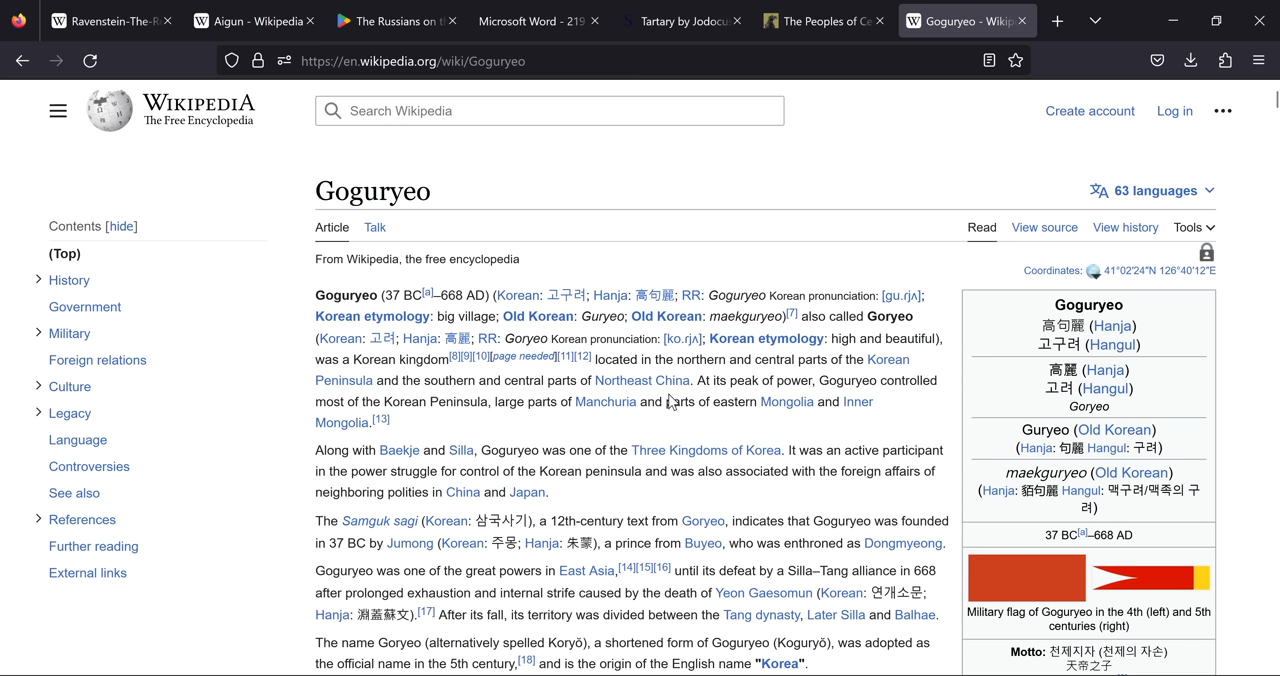 Ravenstein-The-R
Aigun - Wikipedia
The Russians on t
Microsoft Word - 219
Tartary by Jodocu
The Peoples of Ce
Goguryeo - Wikip
https://en.wikipedia.org/wiki/Goguryeo
WIKIPEDIA
The Free Encyclopedia
Search Wikipedia
Create account Log in
Goguryeo
63 languages
Article Talk
Read View source View history Tools
From Wikipedia, the free encyclopedia
Coordinates: 41°02′24″N 126°40′12″E
Contents [hide]
(Top)
History
Government
Military
Foreign relations
Culture
Legacy
Language
Controversies
See also
References
Further reading
External links
Goguryeo (37 BC[a]–668 AD) (Korean: 고구려; Hanja: 高句麗; RR: Goguryeo Korean pronunciation: [ɡu.ɾjʌ];
Korean etymology: big village; Old Korean: Guryeo; Old Korean: maekguryeo)[7] also called Goryeo
(Korean: 고려; Hanja: 高麗; RR: Goryeo Korean pronunciation: [ko.ɾjʌ]; Korean etymology: high and beautiful),
was a Korean kingdom[8][9][10][page needed][11][12] located in the northern and central parts of the Korean
Peninsula and the southern and central parts of Northeast China. At its peak of power, Goguryeo controlled
most of the Korean Peninsula, large parts of Manchuria and parts of eastern Mongolia and Inner
Mongolia.[13]
Along with Baekje and Silla, Goguryeo was one of the Three Kingdoms of Korea. It was an active participant
in the power struggle for control of the Korean peninsula and was also associated with the foreign affairs of
neighboring polities in China and Japan.
The Samguk sagi (Korean: 삼국사기), a 12th-century text from Goryeo, indicates that Goguryeo was founded
in 37 BC by Jumong (Korean: 주몽; Hanja: 朱蒙), a prince from Buyeo, who was enthroned as Dongmyeong.
Goguryeo was one of the great powers in East Asia,[14][15][16] until its defeat by a Silla–Tang alliance in 668
after prolonged exhaustion and internal strife caused by the death of Yeon Gaesomun (Korean: 연개소문;
Hanja: 淵蓋蘇文).[17] After its fall, its territory was divided between the Tang dynasty, Later Silla and Balhae.
The name Goryeo (alternatively spelled Koryŏ), a shortened form of Goguryeo (Koguryŏ), was adopted as
the official name in the 5th century,[18] and is the origin of the English name "Korea".
Goguryeo
高句麗 (Hanja)
고구려 (Hangul)
高麗 (Hanja)
고려 (Hangul)
Goryeo
Guryeo (Old Korean)
(Hanja: 句麗 Hangul: 구려)
maekguryeo (Old Korean)
(Hanja: 貊句麗 Hangul: 맥구려/맥족의 구
려)
37 BC[a]–668 AD
Military flag of Goguryeo in the 4th (left) and 5th
centuries (right)
Motto: 천제지자 (천제의 자손)
天帝之子